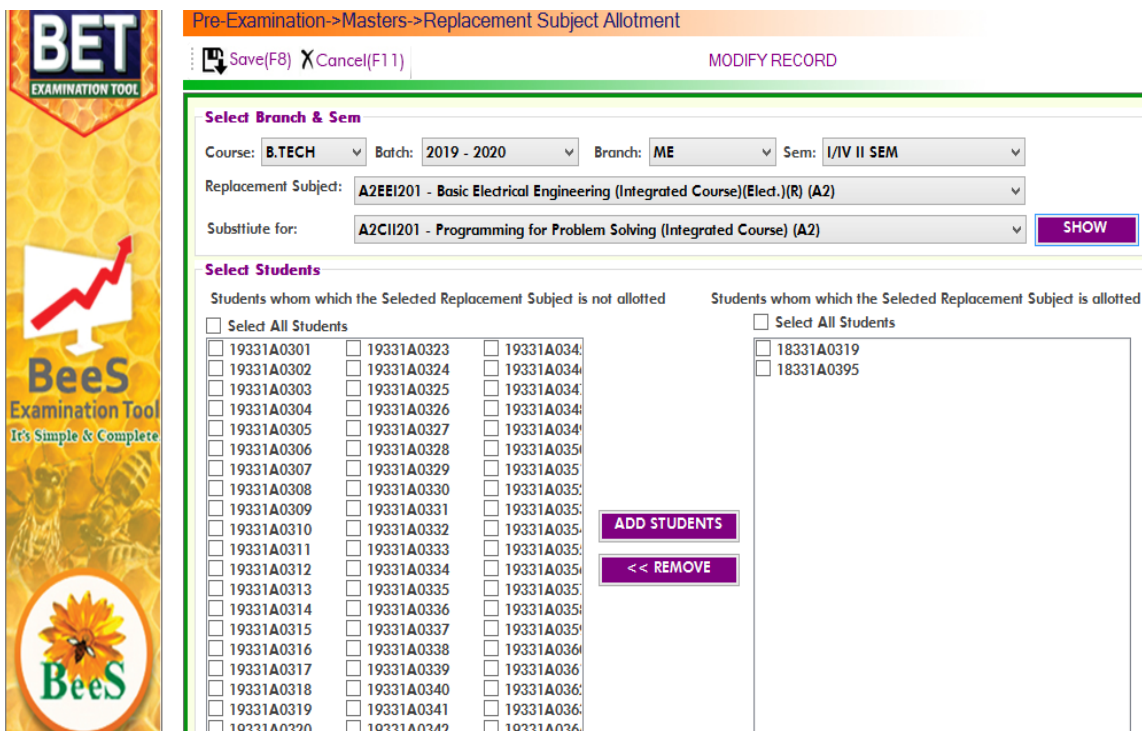 BET
EXAMINATION TOOL
BeeS
Examination Tool
It's Simple & Complete
BeeS
Pre-Examination->Masters->Replacement Subject Allotment
Save(F8) Cancel(F11) MODIFY RECORD
Select Branch & Sem
Course: B.TECH Batch: 2019 - 2020 Branch: ME Sem: I/IV II SEM
Replacement Subject: A2EEI201 - Basic Electrical Engineering (Integrated Course)(Elect.)(R) (A2)
Substtiute for: A2CII201 - Programming for Problem Solving (Integrated Course) (A2) SHOW
Select Students
Students whom which the Selected Replacement Subject is not allotted
Select All Students
19331A0301 19331A0323
19331A0302 19331A0324
19331A0303 19331A0325
19331A0304 19331A0326
19331A0305 19331A0327
19331A0306 19331A0328
19331A0307 19331A0329
19331A0308 19331A0330
19331A0309 19331A0331
19331A0310 19331A0332
19331A0311 19331A0333
19331A0312 19331A0334
19331A0313 19331A0335
19331A0314 19331A0336
19331A0315 19331A0337
19331A0316 19331A0338
19331A0317 19331A0339
19331A0318 19331A0340
19331A0319 19331A0341
19331A0320 19331A0342
ADD STUDENTS
<< REMOVE
Students whom which the Selected Replacement Subject is allotted
Select All Students
18331A0319
18331A0395